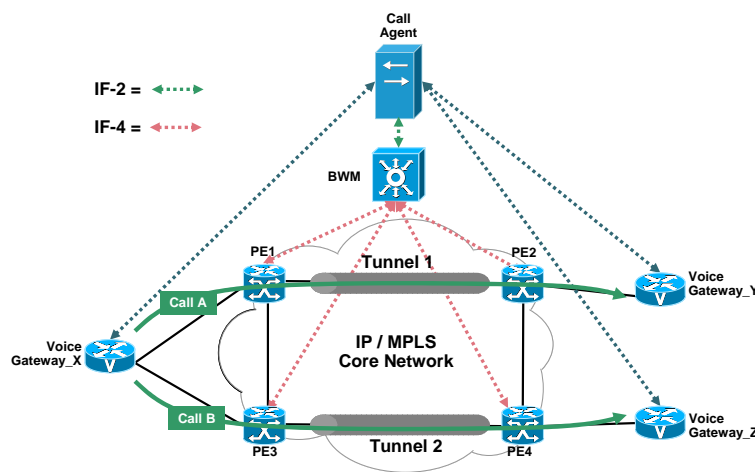 Call
Agent
IF-2 =
IF-4 =
BWM
PE1
PE2
Tunnel 1
Voice
Gateway_Y
Call A
Voice
Gateway_X
IP / MPLS
Core Network
Call B
Voice
Gateway_Z
PE3
Tunnel 2
PE4
V
V
V